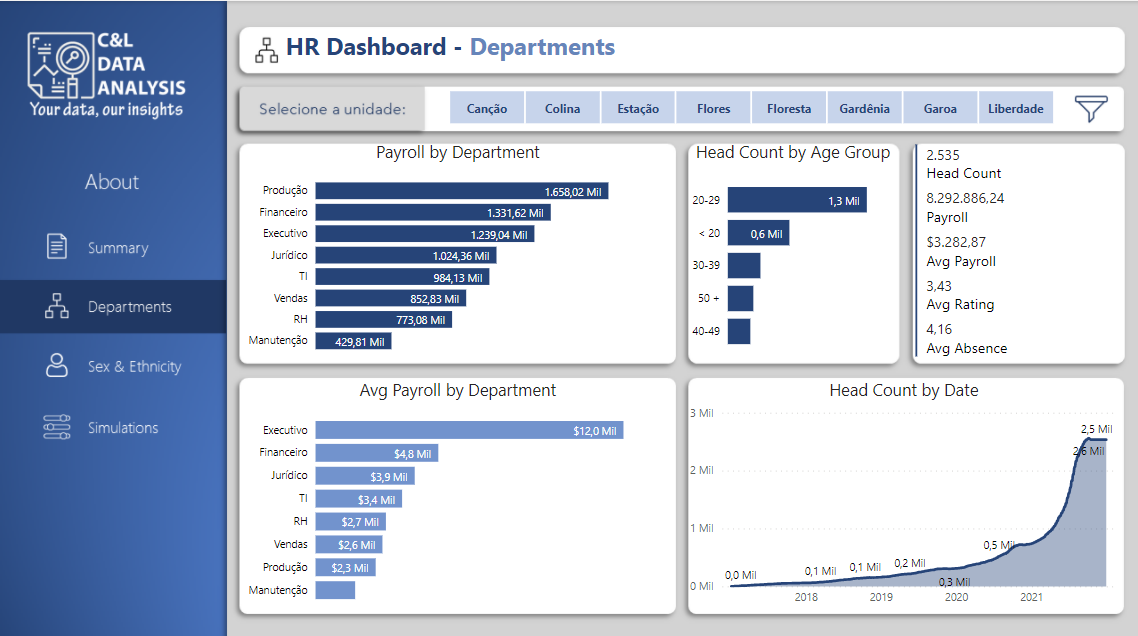 C&L
DATA
ANALYSIS
Your data, our insights
About
Summary
Departments
Sex & Ethnicity
Simulations
HR Dashboard - Departments
Selecione a unidade:
Canção
Colina
Estação
Flores
Floresta
Gardênia
Garoa
Liberdade
Payroll by Department
Produção 1.658,02 Mil
Financeiro 1.331,62 Mil
Executivo 1.239,04 Mil
Jurídico 1.024,36 Mil
TI 984,13 Mil
Vendas 852,83 Mil
RH 773,08 Mil
Manutenção 429,81 Mil
Head Count by Age Group
20-29 1,3 Mil
< 20 0,6 Mil
30-39
50 +
40-49
2.535
Head Count
8.292.886,24
Payroll
$3.282,87
Avg Payroll
3,43
Avg Rating
4,16
Avg Absence
Avg Payroll by Department
Executivo $12,0 Mil
Financeiro $4,8 Mil
Jurídico $3,9 Mil
TI $3,4 Mil
RH $2,7 Mil
Vendas $2,6 Mil
Produção $2,3 Mil
Manutenção
Head Count by Date
3 Mil
2 Mil
1 Mil
0 Mil
0,0 Mil
0,1 Mil
0,1 Mil
0,2 Mil
0,3 Mil
0,5 Mil
2,6 Mil
2,5 Mil
2018
2019
2020
2021